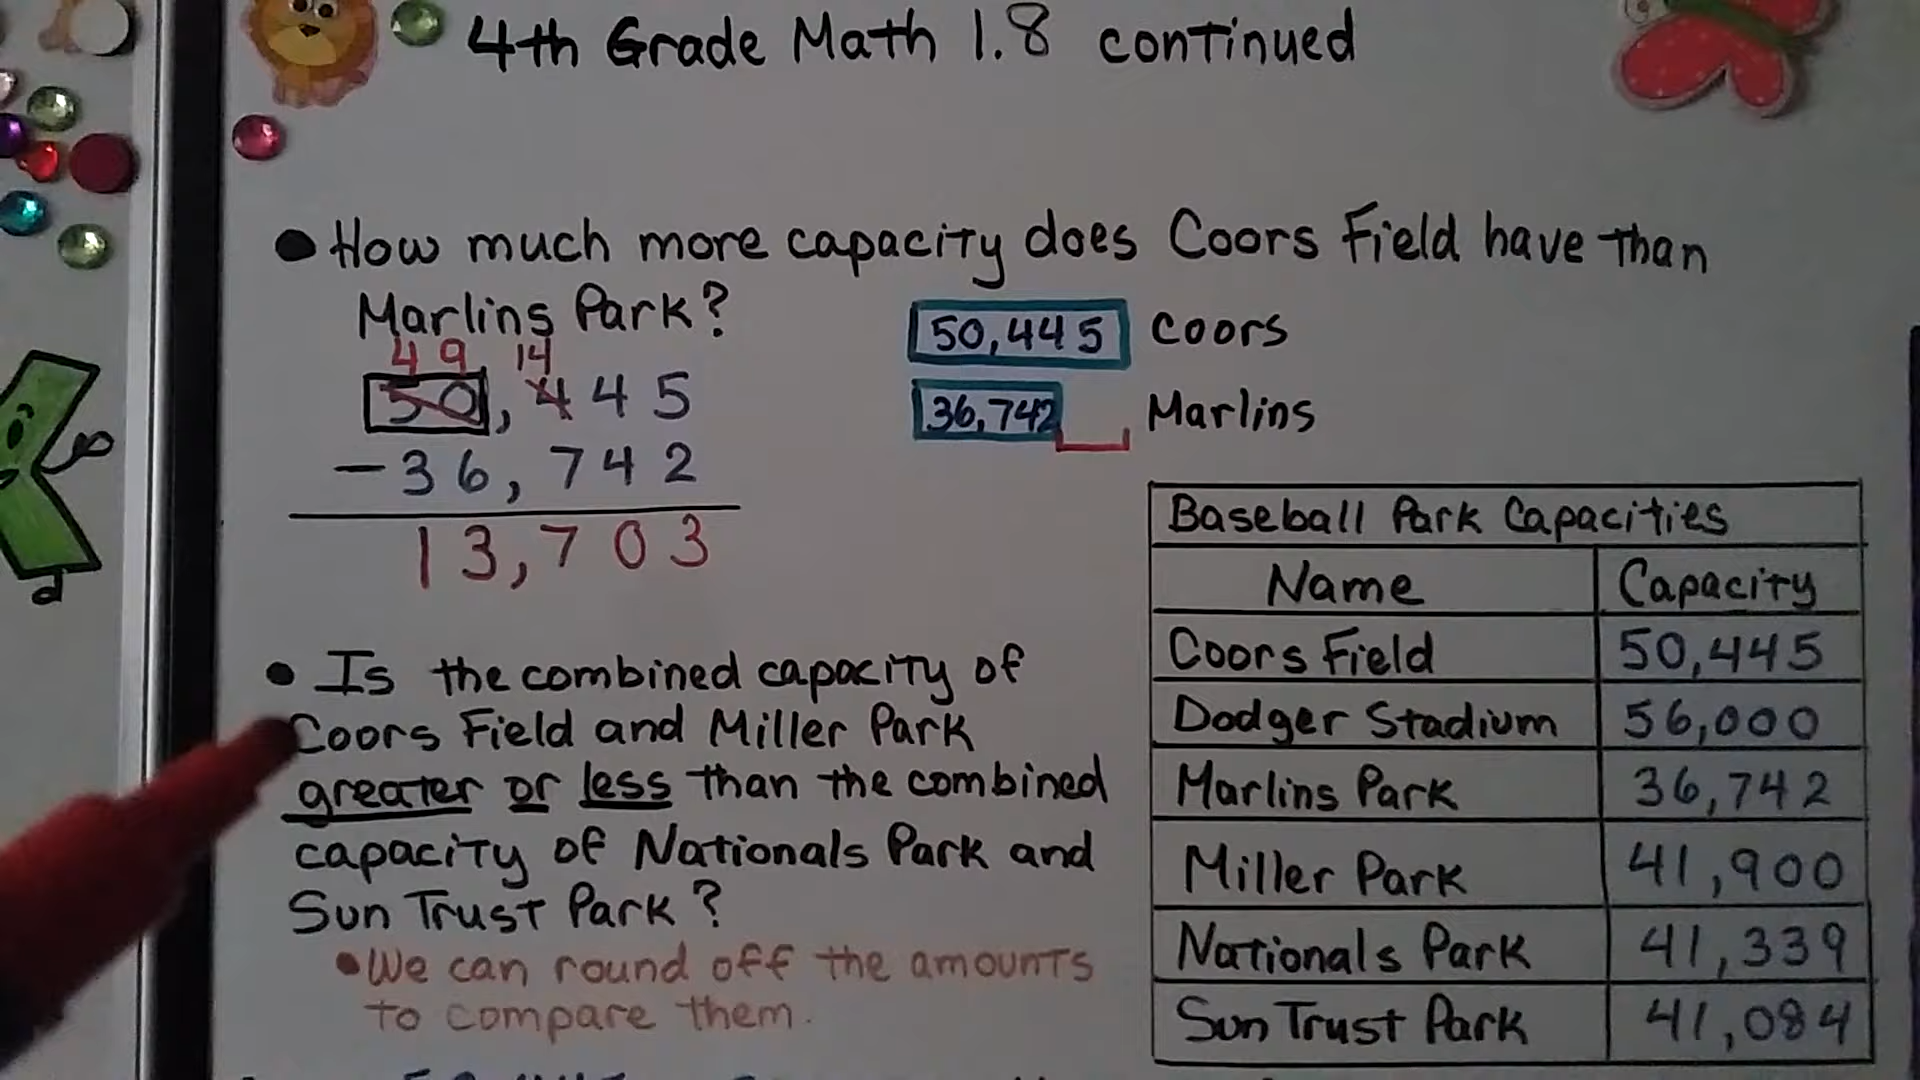 4th Grade Math 1.8 continued
• How much more capacity does Coors Field have than
Marlins Park?
4 9 14
50,445
-36,742
13,703
50,445 Coors
36,742 Marlins
• Is the combined capacity of
Coors Field and Miller Park
greater or less than the combined
capacity of Nationals Park and
Sun Trust Park?
• We can round off the amounts
to compare them.
Baseball Park Capacities
Name Capacity
Coors Field 50,445
Dodger Stadium 56,000
Marlins Park 36,742
Miller Park 41,900
Nationals Park 41,339
Sun Trust Park 41,084